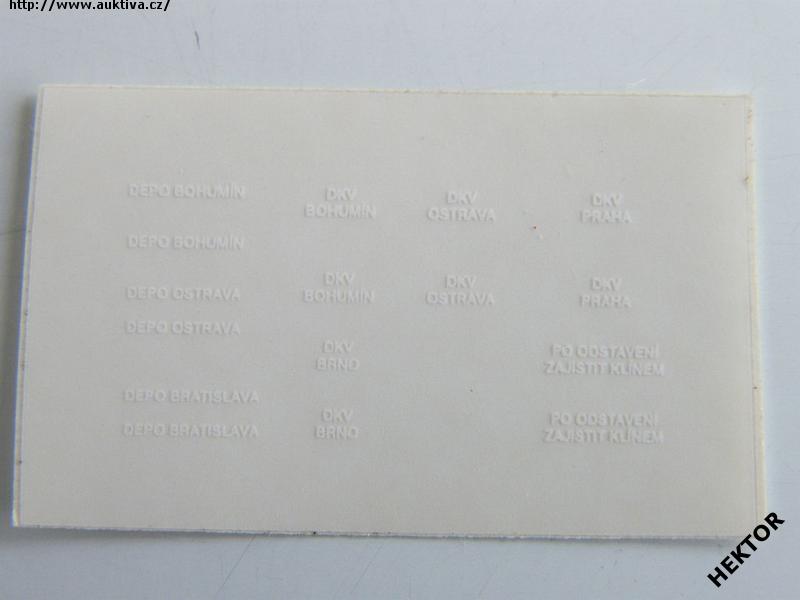 http://www.auktiva.cz/
DEPO BOHUMÍN
DEPO BOHUMÍN
DEPO OSTRAVA
DEPO OSTRAVA
DEPO BRATISLAVA
DEPO BRATISLAVA
DKV
BOHUMÍN
DKV
BOHUMÍN
DKV
BRNO
DKV
BRNO
DKV
OSTRAVA
DKV
OSTRAVA
DKV
PRAHA
DKV
PRAHA
PO ODSTAVENÍ
ZAJISTIT KLÍNEM
PO ODSTAVENÍ
ZAJISTIT KLÍNEM
HEKTOR